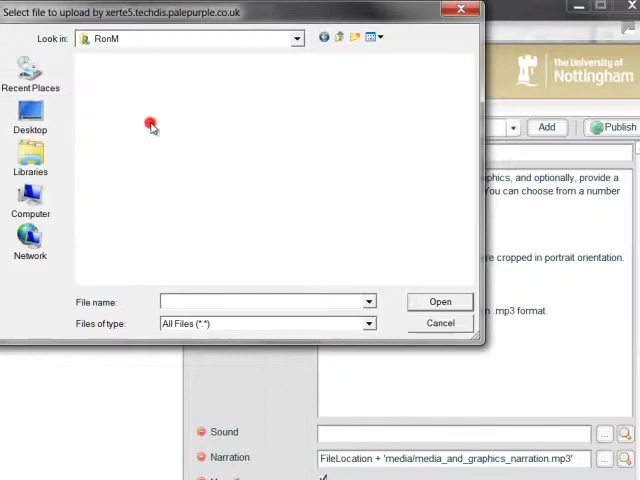 Select file to upload by xerte5.techdis.palepurple.co.uk
Look in:
RonM
Recent Places
Desktop
Libraries
Computer
Network
File name:
Open
Files of type:
All Files (*.*)
Cancel
The University of
Nottingham
Add
Publish
phics, and optionally, provide a
You can choose from a number
re cropped in portrait orientation.
n .mp3 format.
Sound
...
Narration
FileLocation + 'media/media_and_graphics_narration.mp3'
...